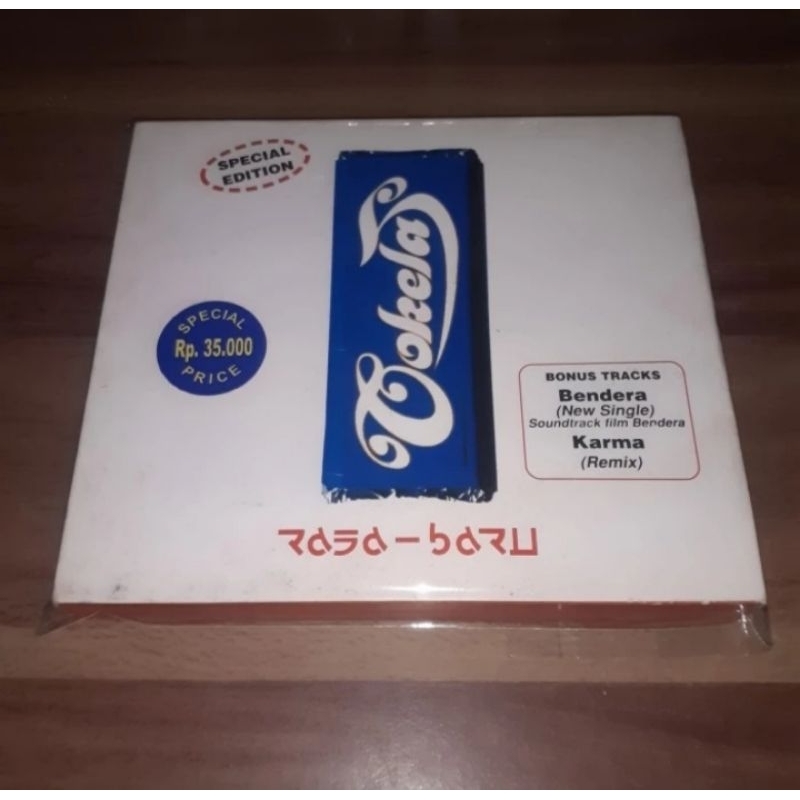 SPECIAL
EDITION
Cokelat
SPECIAL
Rp. 35.000
PRICE
BONUS TRACKS
Bendera
(New Single)
Soundtrack film Bendera
Karma
(Remix)
rasa-baru